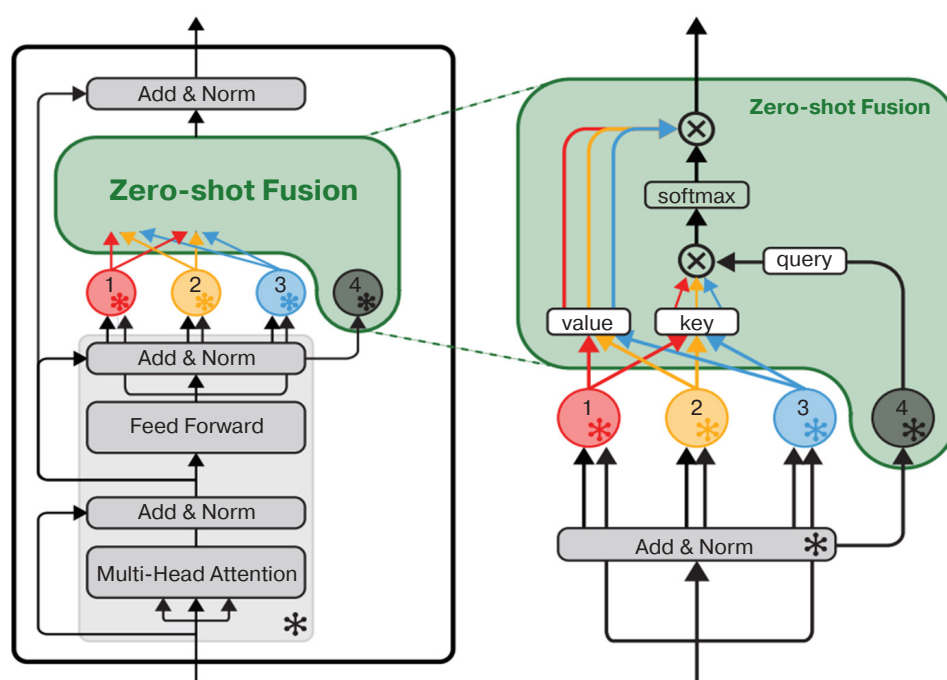 Add & Norm
Zero-shot Fusion
1
2
3
4
Add & Norm
Feed Forward
Add & Norm
Multi-Head Attention
Zero-shot Fusion
softmax
query
value
key
1
2
3
4
Add & Norm